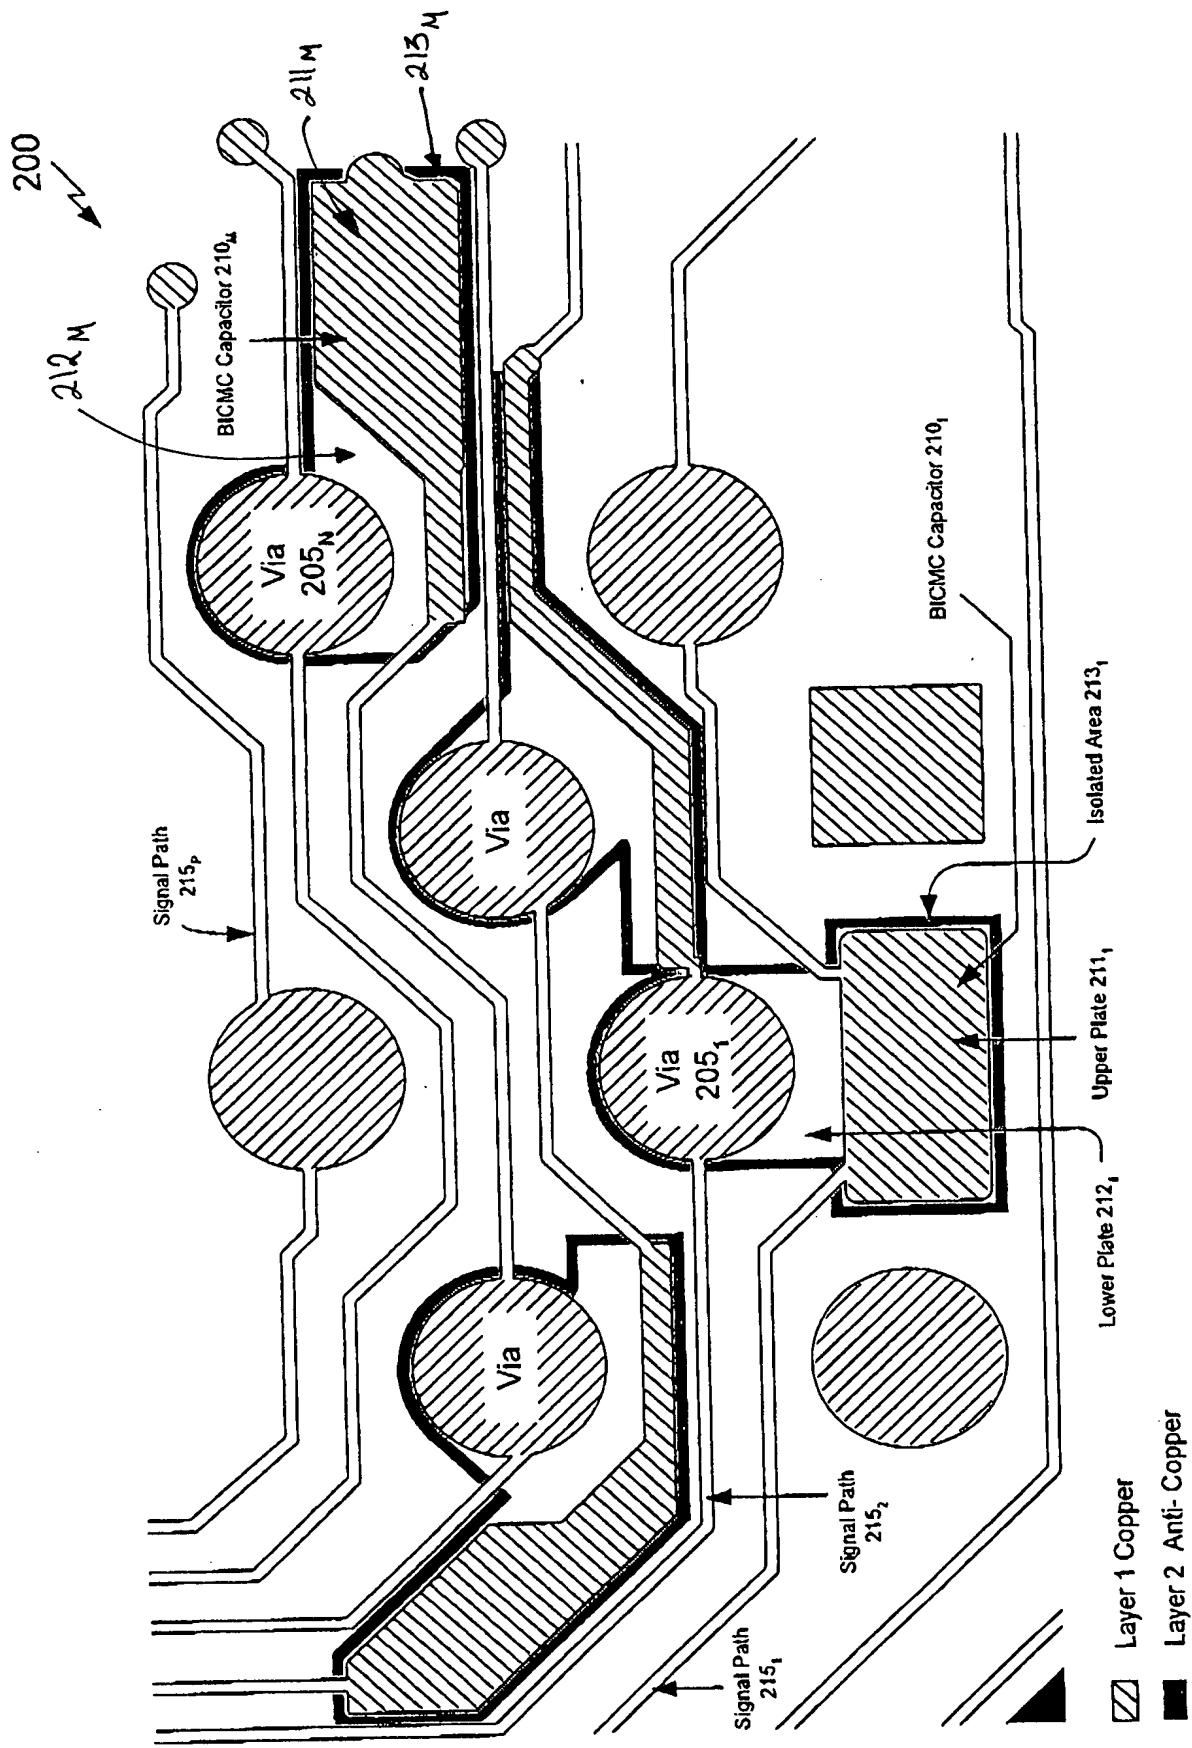 200
211M
213M
212M
BICMC Capacitor 210M
Via
205N
Signal Path
215P
Via
BICMC Capacitor 2101
Isolated Area 2131
Via
2051
Upper Plate 2111
Lower Plate 2121
Via
Signal Path
2152
Signal Path
2151
Layer 1 Copper
Layer 2 Anti- Copper